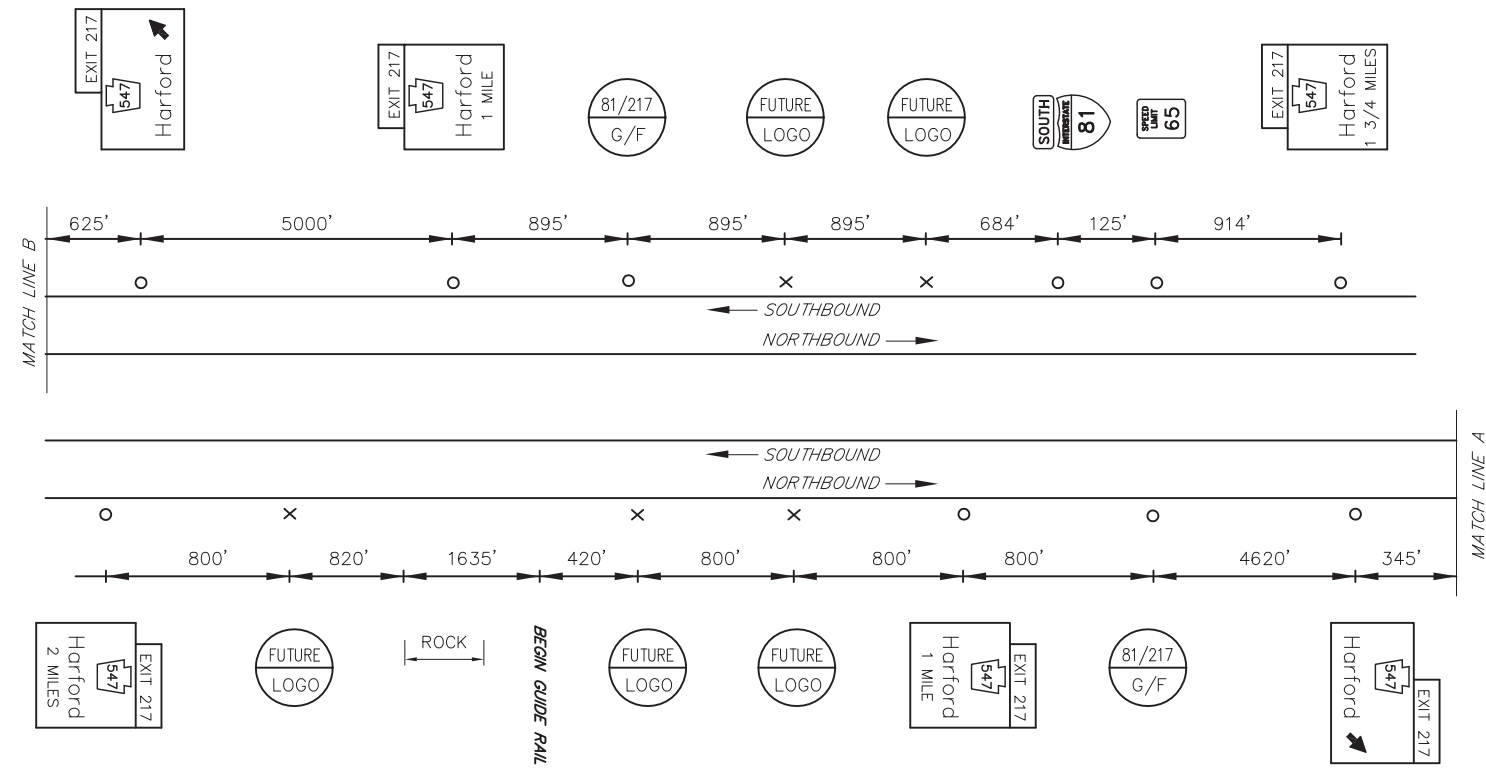 EXIT 217
547
Harford
EXIT 217
547
Harford
1 MILE
81/217
G/F
FUTURE
LOGO
FUTURE
LOGO
SOUTH
INTERSTATE
81
SPEED
LIMIT
65
EXIT 217
547
Harford
1 3/4 MILES
625' 5000' 895' 895' 895' 684' 125' 914'
MATCH LINE B
SOUTHBOUND
NORTHBOUND
SOUTHBOUND
NORTHBOUND
MATCH LINE A
800' 820' 1635' 420' 800' 800' 800' 4620' 345'
EXIT 217
547
Harford
2 MILES
FUTURE
LOGO
ROCK
BEGIN GUIDE RAIL
FUTURE
LOGO
FUTURE
LOGO
EXIT 217
547
Harford
1 MILE
81/217
G/F
EXIT 217
547
Harford